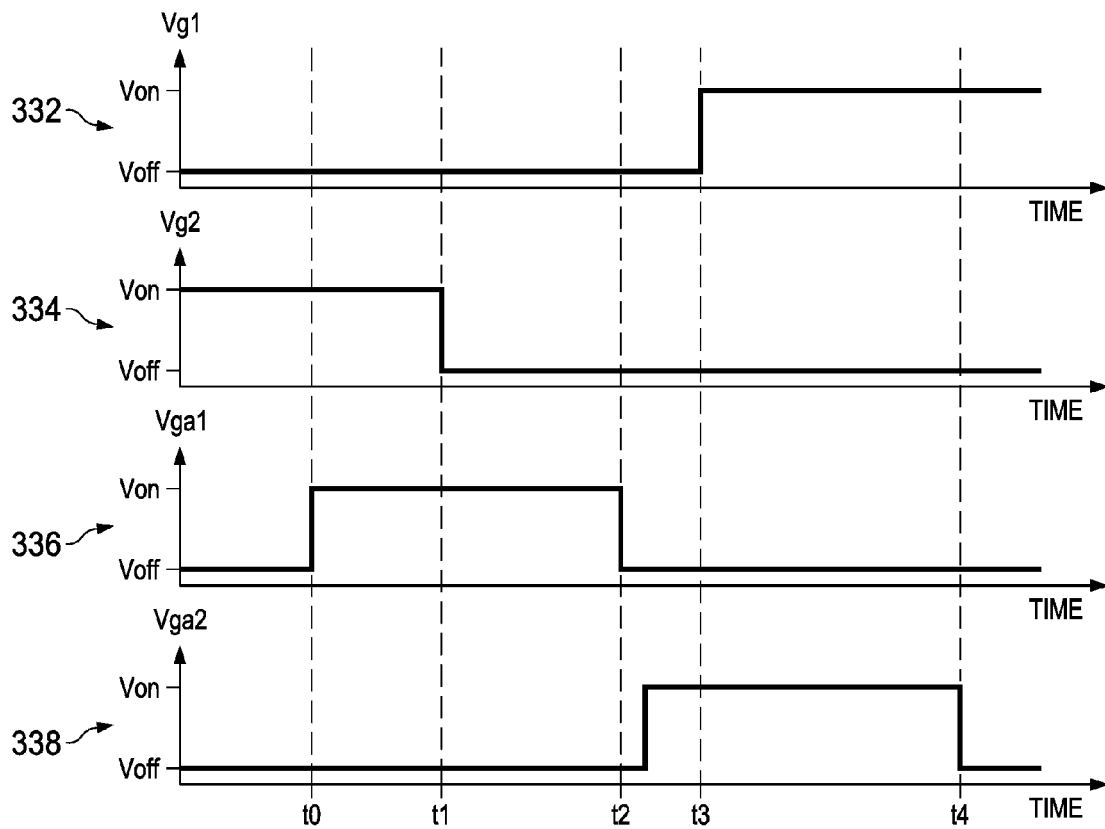 Vg1
Von
332
Voff
TIME
Vg2
Von
334
Voff
TIME
Vga1
Von
336
Voff
TIME
Vga2
Von
338
Voff
t0 t1 t2 t3 t4 TIME